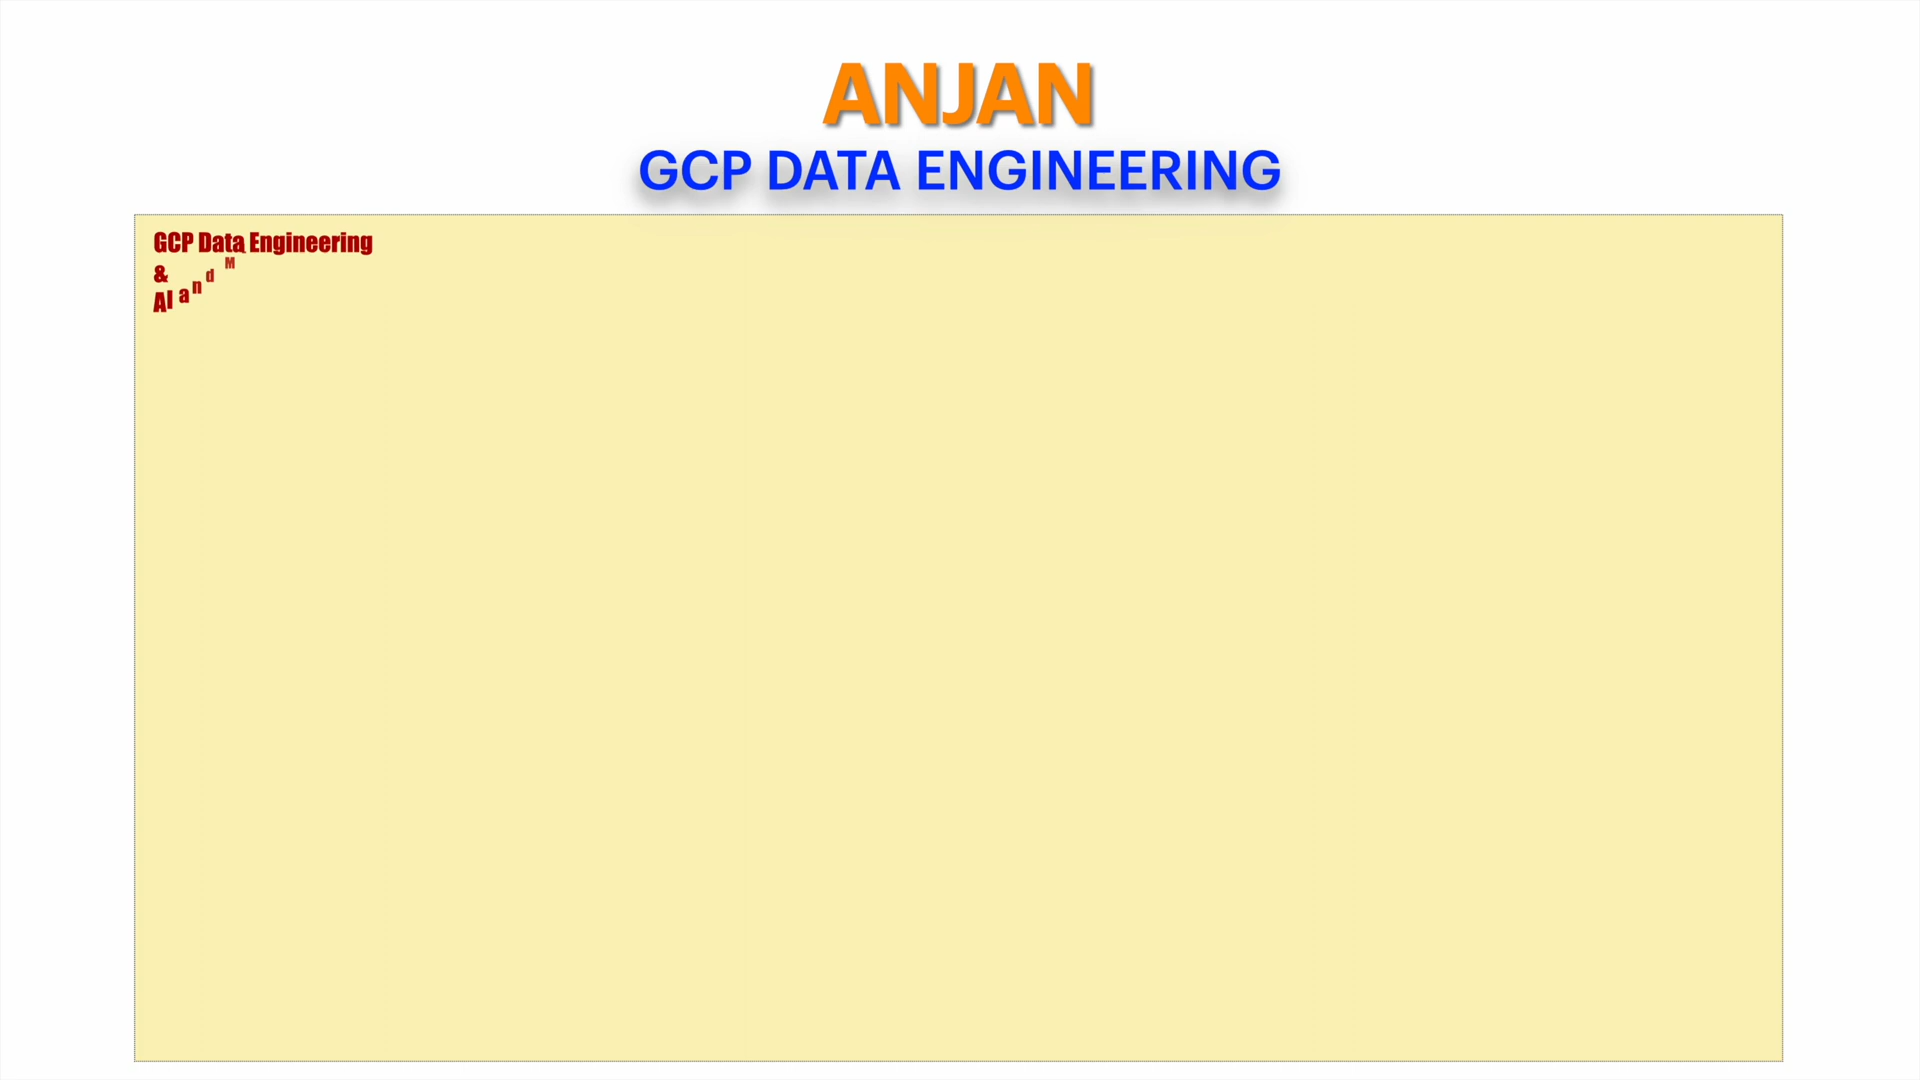 ANJAN
GCP DATA ENGINEERING
GCP Data Engineering
&
AI and M